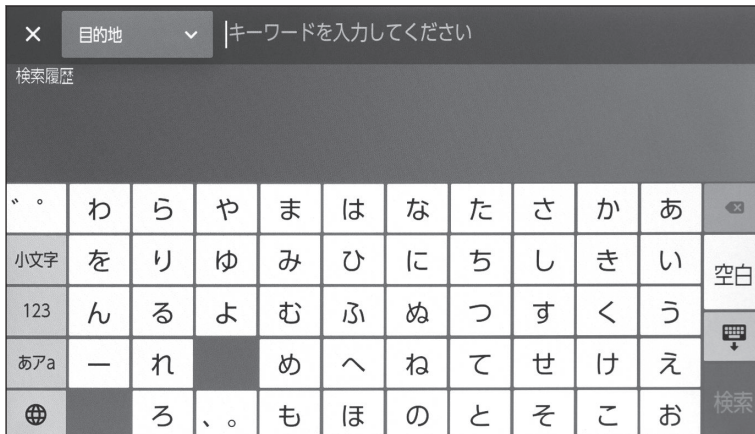 目的地 キーワードを入力してください
検索履歴
゛゜ わ ら や ま は な た さ か あ
小文字 を り ゆ み ひ に ち し き い 空白
123 ん る よ む ふ ぬ つ す く う
あアa ー れ め へ ね て せ け え
ろ 、。 も ほ の と そ こ お 検索